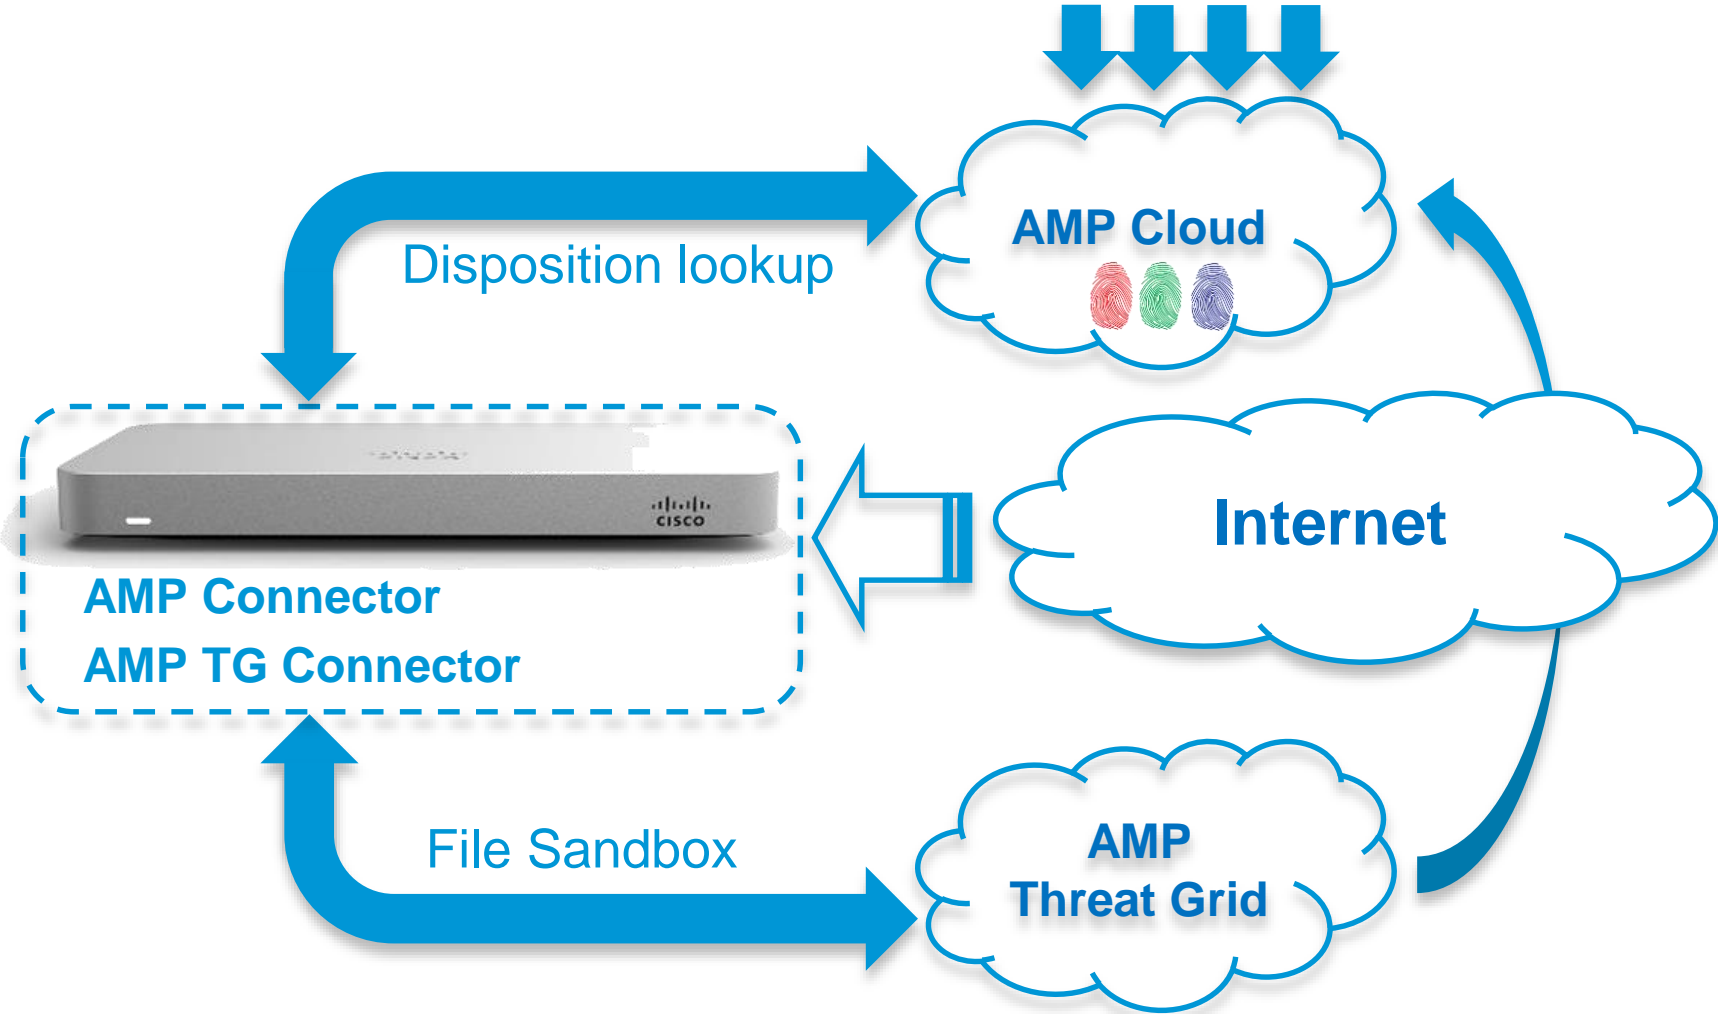 AMP Cloud
Disposition lookup
Internet
CISCO
AMP Connector
AMP TG Connector
File Sandbox
AMP
Threat Grid